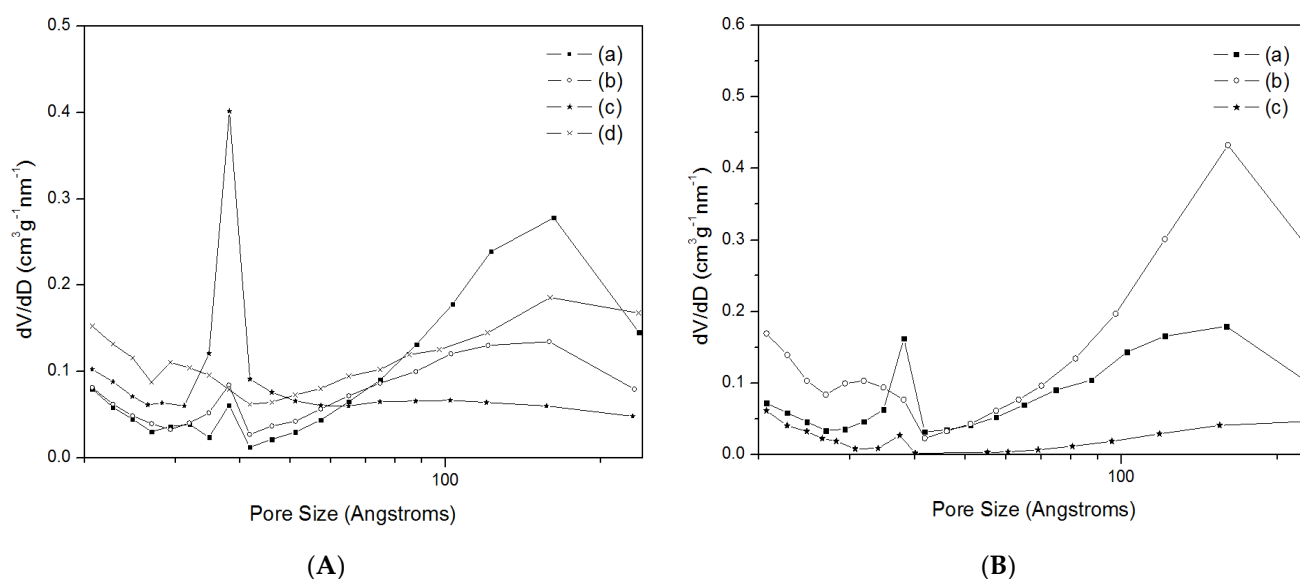 0.5
0.4
0.3
0.2
0.1
0.0
dV/dD (cm³g⁻¹nm⁻¹)
(a)
(b)
(c)
(d)
100
Pore Size (Angstroms)
(A)
0.6
0.5
0.4
0.3
0.2
0.1
0.0
dV/dD (cm³g⁻¹nm⁻¹)
(a)
(b)
(c)
100
Pore Size (Angstroms)
(B)